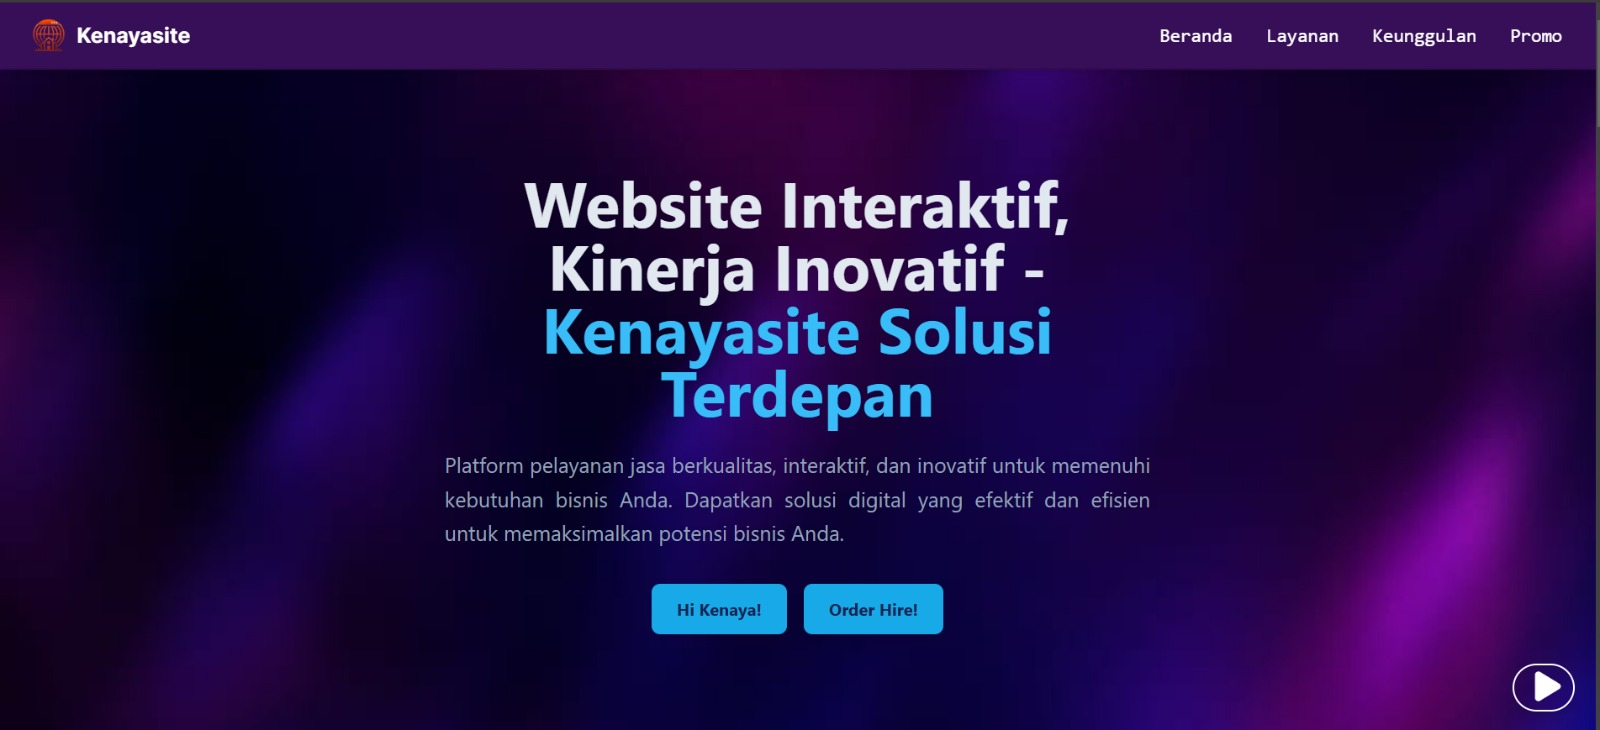 Kenayasite
Beranda Layanan Keunggulan Promo
Website Interaktif,
Kinerja Inovatif -
Kenayasite Solusi
Terdepan
Platform pelayanan jasa berkualitas, interaktif, dan inovatif untuk memenuhi
kebutuhan bisnis Anda. Dapatkan solusi digital yang efektif dan efisien
untuk memaksimalkan potensi bisnis Anda.
Hi Kenaya! Order Hire!